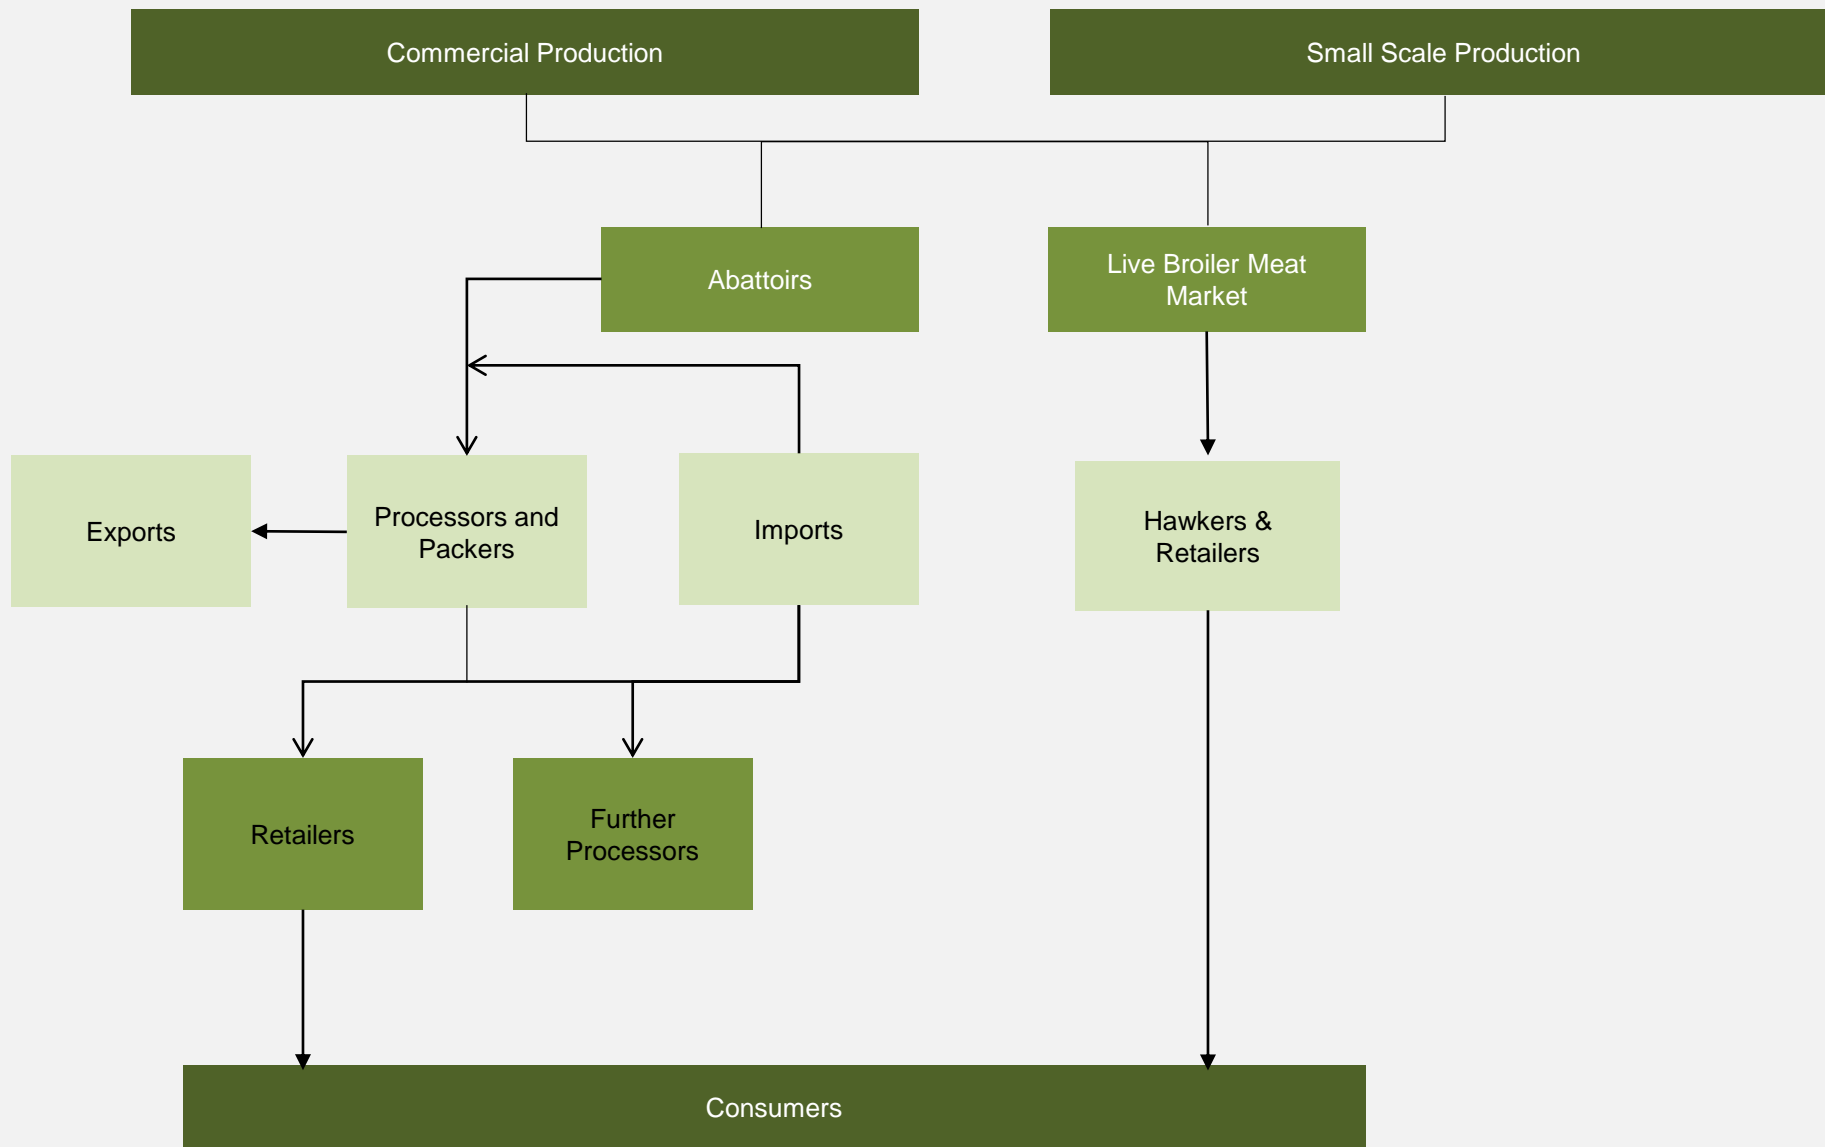 Commercial Production
Small Scale Production
Abattoirs
Live Broiler Meat
Market
Exports
Processors and
Packers
Imports
Hawkers &
Retailers
Retailers
Further
Processors
Consumers